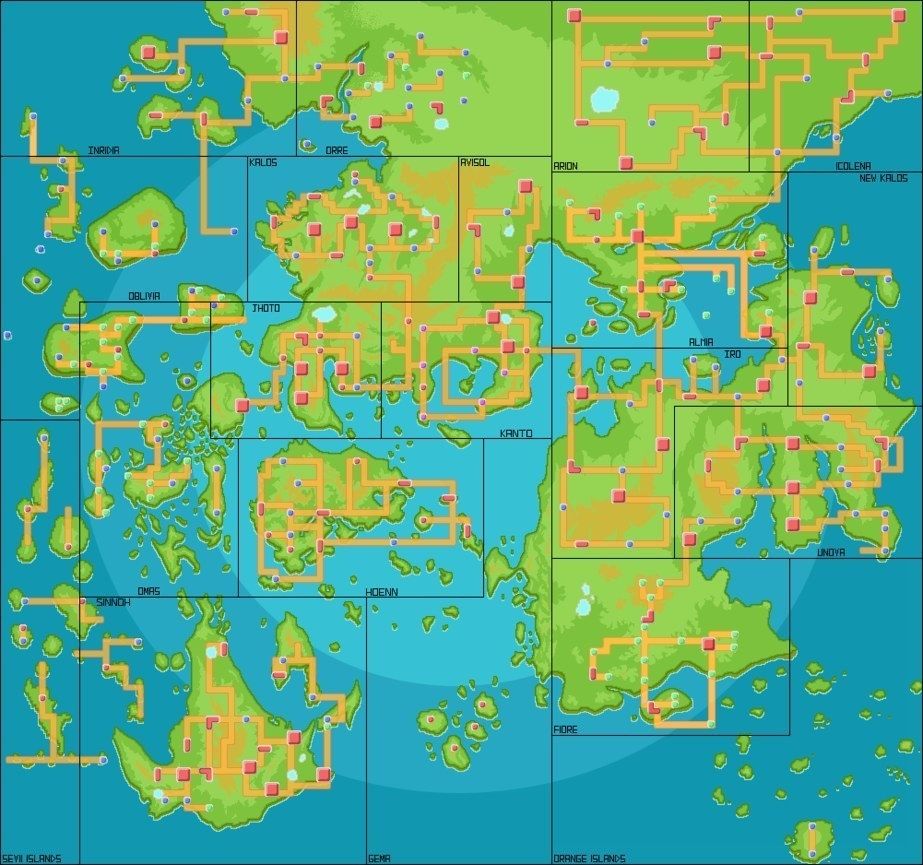 INRIDIA
ORRE
ARION
ICOLENA
KALOS
AVISOL
NEW KALOS
OBLIVIA
JHOTO
ALMIA
IRO
KANTO
UNOVA
OMAS
SINNOH
HOENN
FIORE
SEVII ISLANDS
GEMA
ORANGE ISLANDS